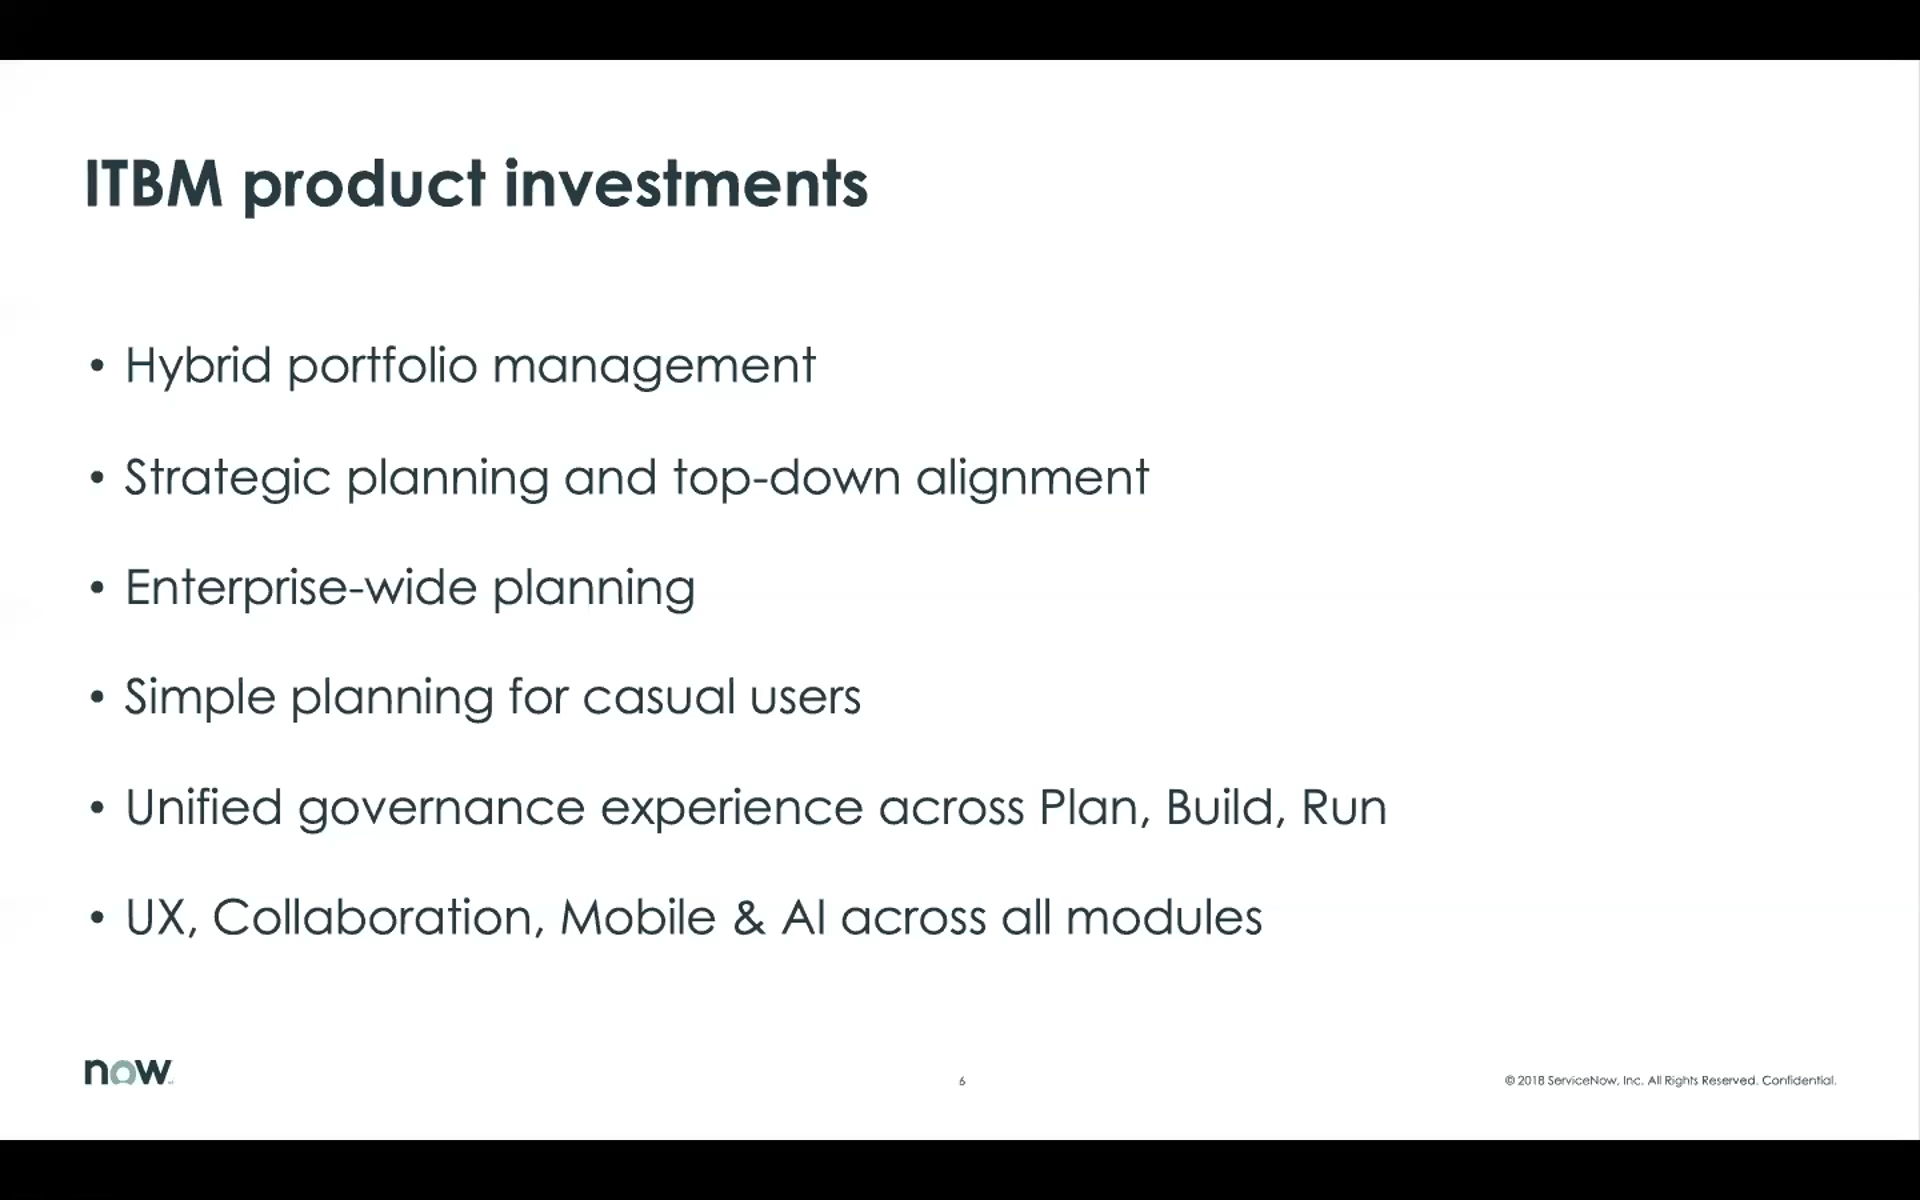 ITBM product investments
• Hybrid portfolio management
• Strategic planning and top-down alignment
• Enterprise-wide planning
• Simple planning for casual users
• Unified governance experience across Plan, Build, Run
• UX, Collaboration, Mobile & AI across all modules
now
6
© 2018 ServiceNow, Inc. All Rights Reserved. Confidential.